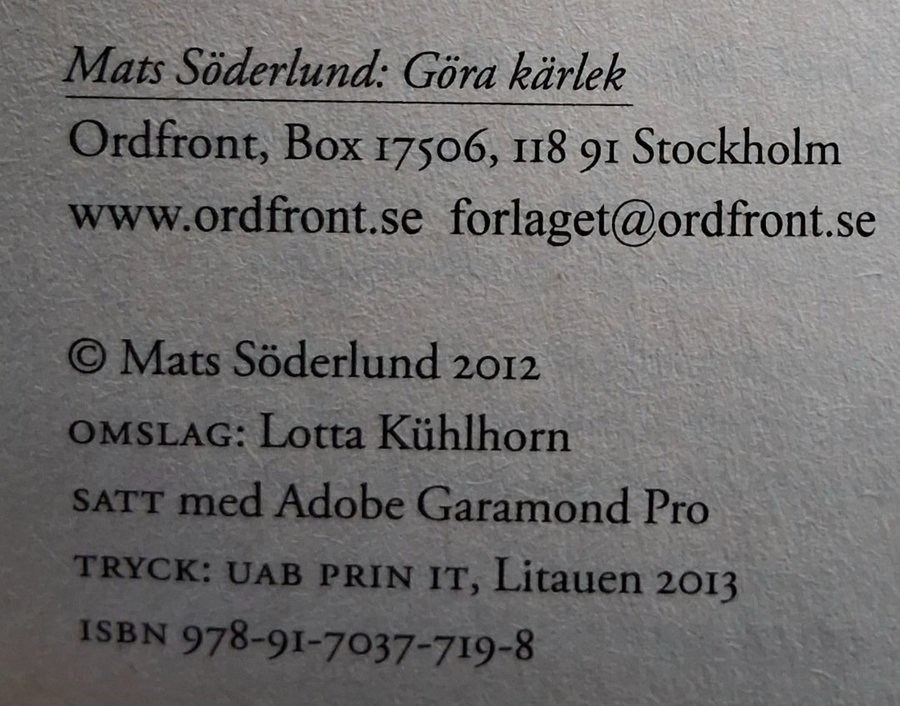 Mats Söderlund: Göra kärlek
Ordfront, Box 17506, 118 91 Stockholm
www.ordfront.se forlaget@ordfront.se
© Mats Söderlund 2012
OMSLAG: Lotta Kühlhorn
SATT med Adobe Garamond Pro
TRYCK: UAB PRIN IT, Litauen 2013
ISBN 978-91-7037-719-8